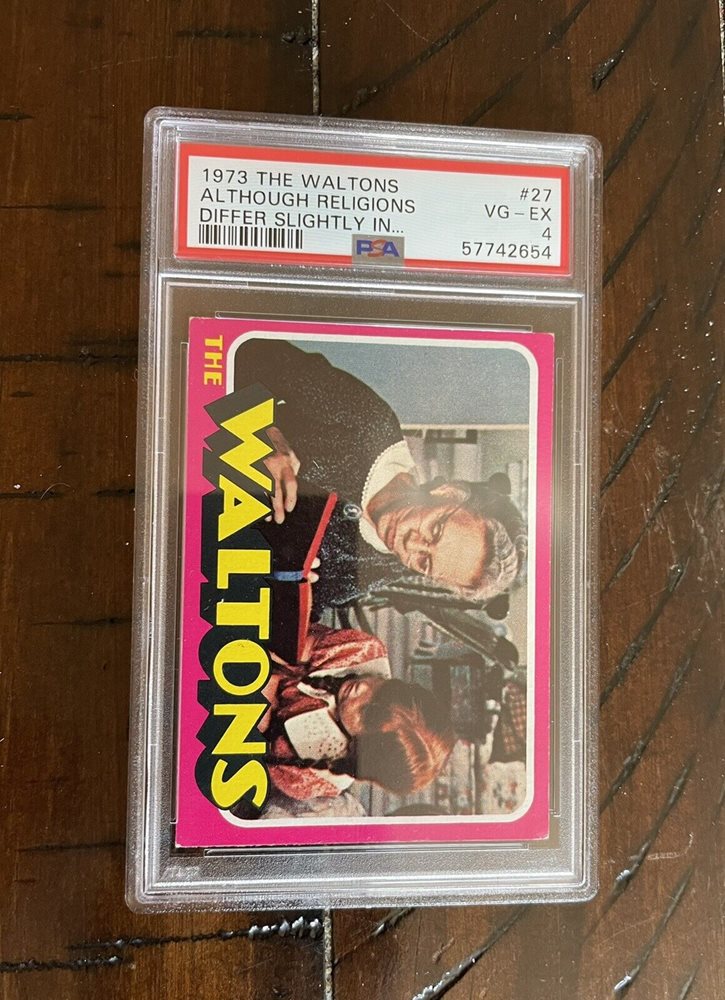 1973 THE WALTONS #27
ALTHOUGH RELIGIONS VG - EX
DIFFER SLIGHTLY IN... 4
PSA 57742654
THE
WALTONS